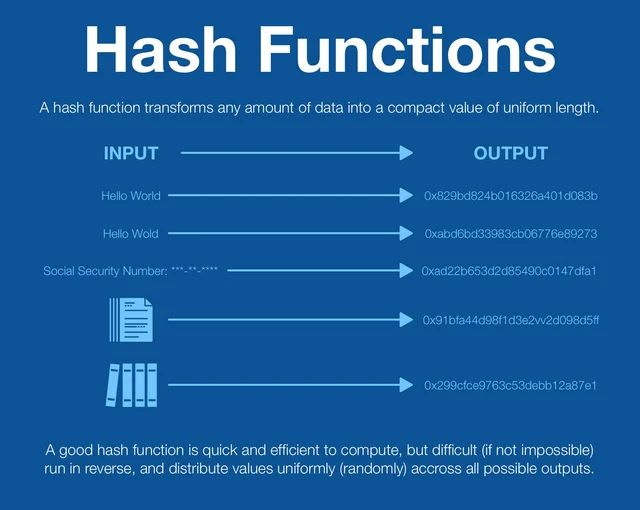 Hash Functions
A hash function transforms any amount of data into a compact value of uniform length.
INPUT OUTPUT
Hello World 0x829bd824b016326a401d083b
Hello Wold 0xabd6bd33983cb06776e89273
Social Security Number: ***-**-**** 0xad22b653d2d85490c0147dfa1
0x91bfa44d98f1d3e2vv2d098d5ff
0x299cfce9763c53debb12a87e1
A good hash function is quick and efficient to compute, but difficult (if not impossible)
run in reverse, and distribute values uniformly (randomly) accross all possible outputs.